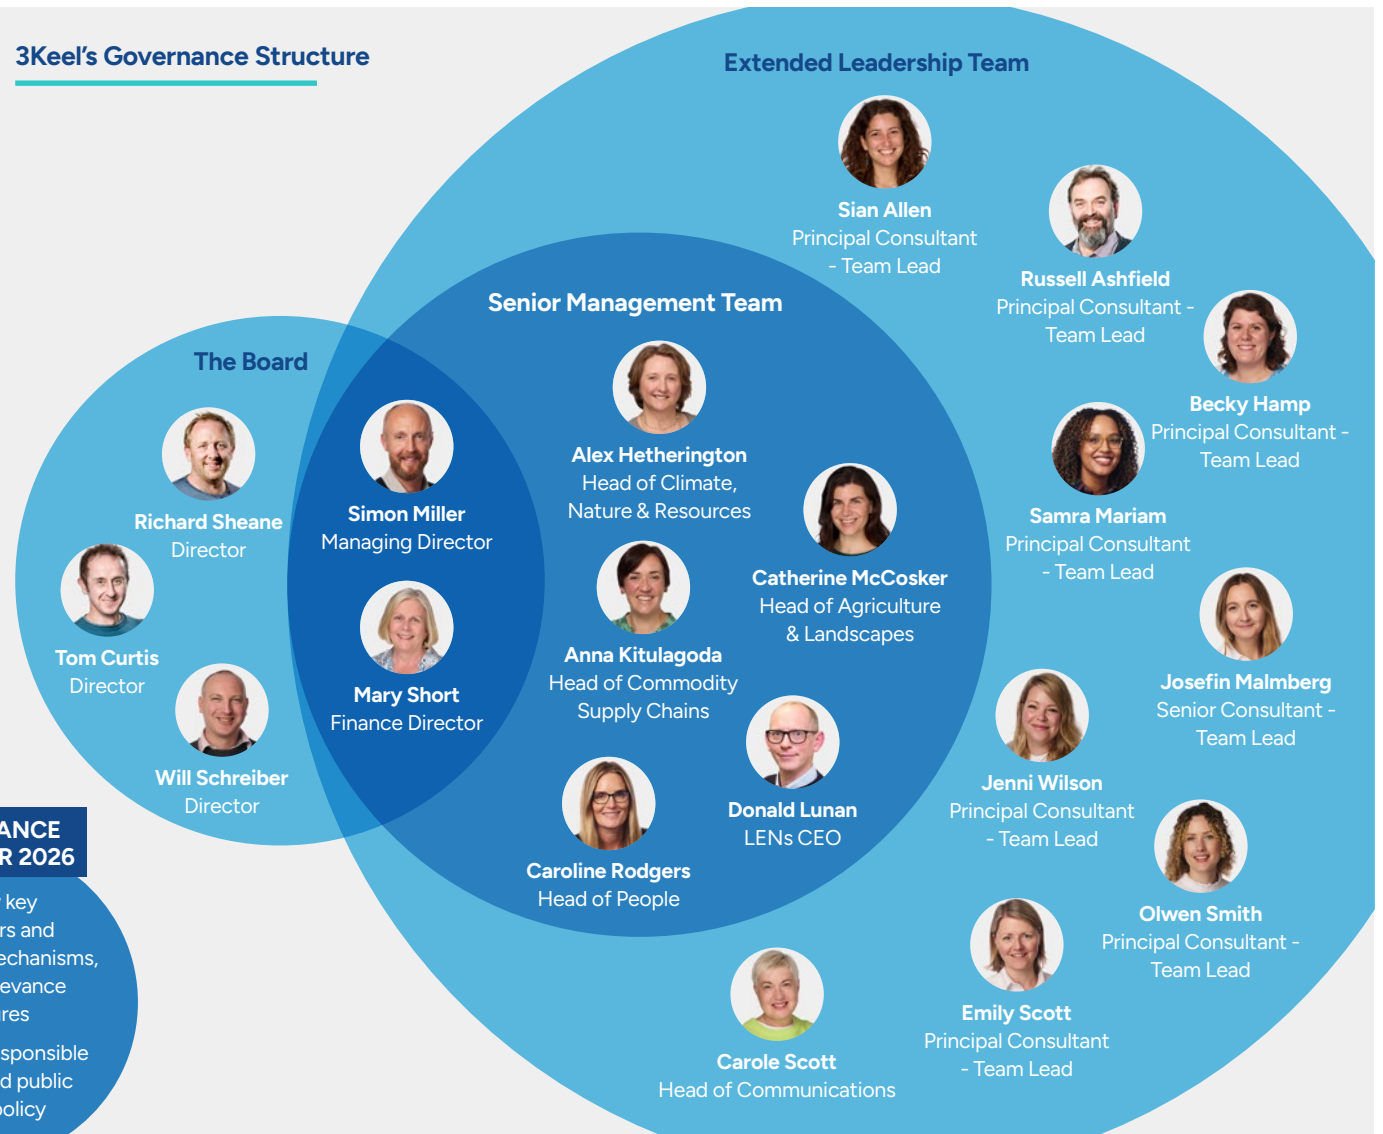 3Keel's Governance Structure
Extended Leadership Team
Sian Allen
Principal Consultant
- Team Lead
Russell Ashfield
Principal Consultant -
Team Lead
Becky Hamp
Principal Consultant -
Team Lead
Samra Mariam
Principal Consultant
- Team Lead
Josefin Malmberg
Senior Consultant -
Team Lead
Jenni Wilson
Principal Consultant
- Team Lead
Olwen Smith
Principal Consultant -
Team Lead
Emily Scott
Principal Consultant
- Team Lead
Carole Scott
Head of Communications
Senior Management Team
Alex Hetherington
Head of Climate,
Nature & Resources
Catherine McCosker
Head of Agriculture
& Landscapes
Anna Kitulagoda
Head of Commodity
Supply Chains
Donald Lunan
LENs CEO
Caroline Rodgers
Head of People
The Board
Richard Sheane
Director
Simon Miller
Managing Director
Tom Curtis
Director
Mary Short
Finance Director
Will Schreiber
Director
ANCE
R 2026
key
rs and
echanisms,
evance
res
sponsible
d public
policy